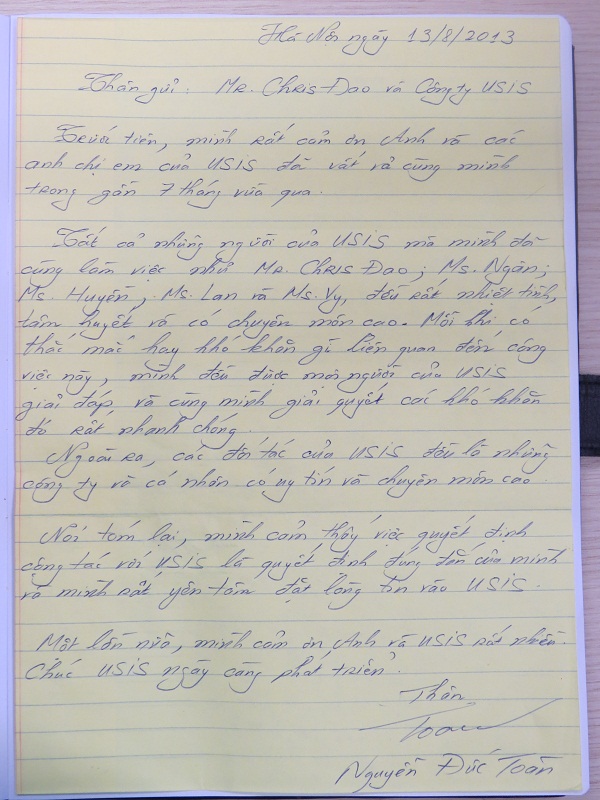 Hà Nội ngày 13/8/2013
Thân gửi: MR. CHRIS Đao và Công ty USIS
Trước tiên, mình rất cảm ơn Anh và các
anh chị em của USIS đã vất vả cùng mình
trong gần 7 tháng vừa qua.
Tất cả những người của USIS mà mình đã
cùng làm việc như MR. CHRIS Đao; Ms. Ngân;
Ms. Huyền; Ms. Lan và Ms. Vy, đều rất nhiệt tình,
tâm huyết và có chuyên môn cao. Mỗi khi có
thắc mắc hay khó khăn gì liên quan đến công
việc này, mình đều được mọi người của USIS
giải đáp, và cùng mình giải quyết các khó khăn
đó rất nhanh chóng.
Ngoài ra, các đối tác của USIS đều là những
công ty và cá nhân có uy tín và chuyên môn cao.
Nói tóm lại, mình cảm thấy việc quyết định
cộng tác với USIS là quyết định đúng đắn của mình
và mình rất yên tâm đặt lòng tin vào USIS.
Một lần nữa, mình cảm ơn Anh và USIS rất nhiều.
Chúc USIS ngày càng phát triển.
Thân,
Toàn
Nguyễn Đức Toàn